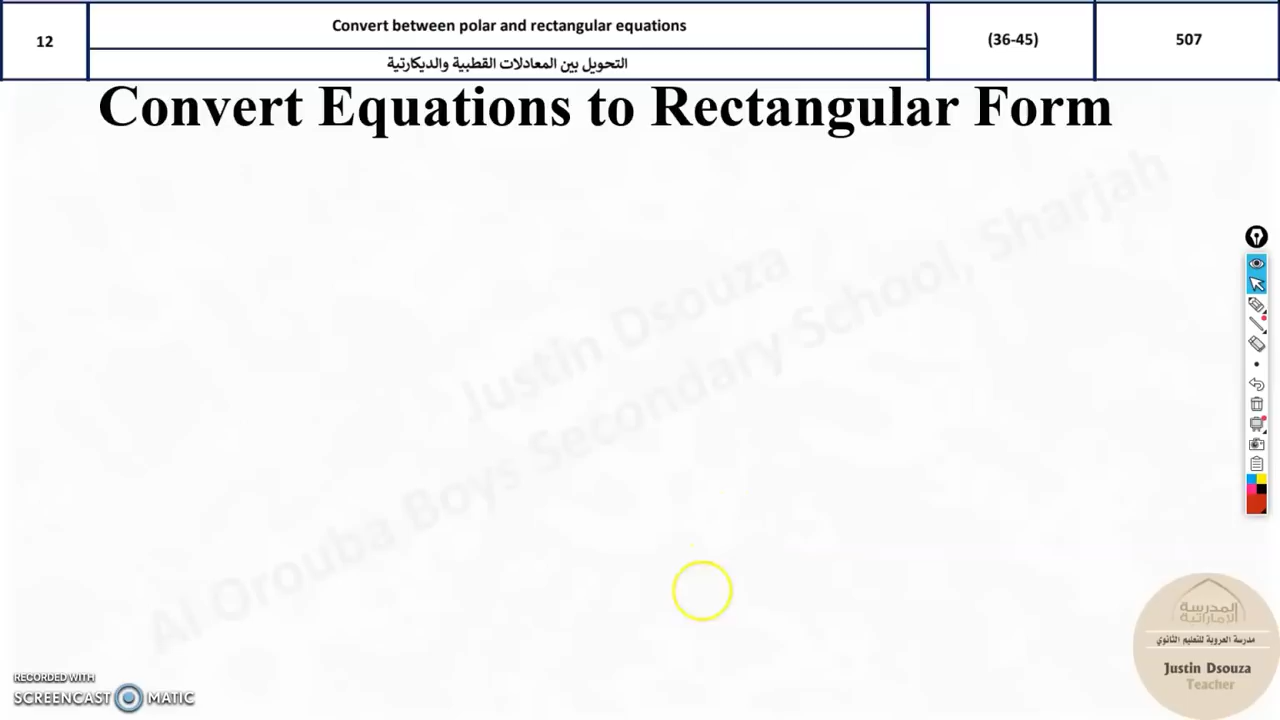 12
Convert between polar and rectangular equations
التحويل بين المعادلات القطبية والديكارتية
(36-45)
507
Convert Equations to Rectangular Form
Justin Dsouza
Al Orouba Boys Secondary School, Sharjah
RECORDED WITH
SCREENCAST MATIC
المدرسة
الإماراتية
مدرسة العروبة للتعليم الثانوي
Justin Dsouza
Teacher